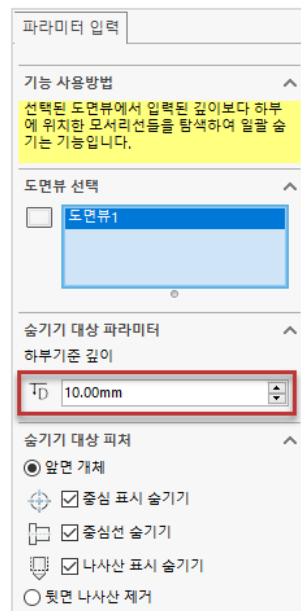 파라미터 입력
기능 사용방법
선택된 도면뷰에서 입력된 깊이보다 하부
에 위치한 모서리선들을 탐색하여 일괄 숨
기는 기능입니다.
도면뷰 선택
도면뷰1
숨기기 대상 파라미터
하부기준 깊이
D 10.00mm
숨기기 대상 피처
앞면 개체
중심 표시 숨기기
중심선 숨기기
나사산 표시 숨기기
뒷면 나사산 제거